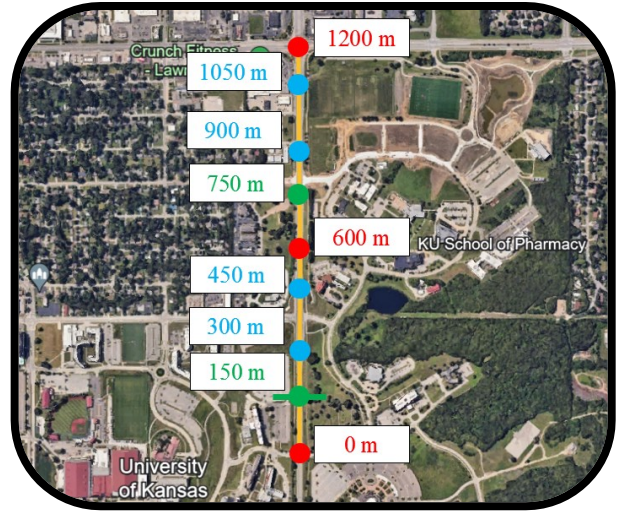 1200 m
Crunch Fitness
- Lawr
1050 m
900 m
750 m
600 m
KU School of Pharmacy
450 m
300 m
150 m
0 m
University
of Kansas